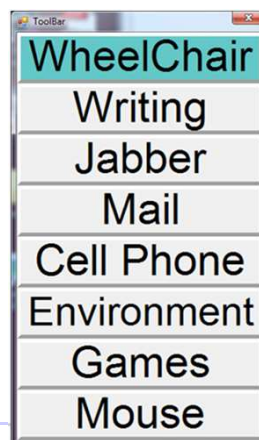 ToolBar
WheelChair
Writing
Jabber
Mail
Cell Phone
Environment
Games
Mouse